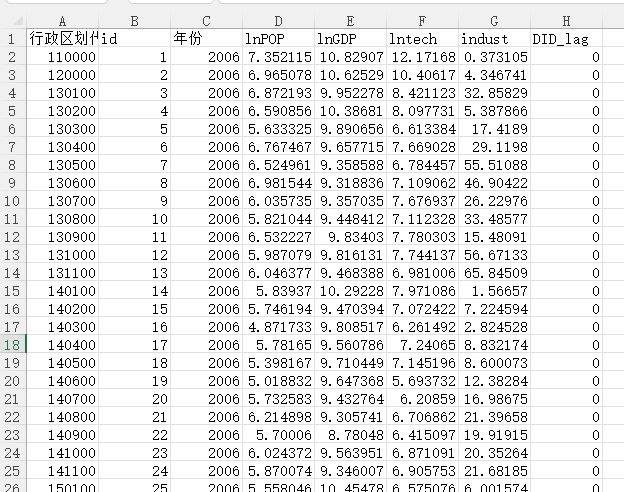 A B C D E F G H
1 行政区划代 id 年份 lnPOP lnGDP lntech indust DID_lag
2 110000 1 2006 7.352115 10.82907 12.17168 0.373105 0
3 120000 2 2006 6.965078 10.62529 10.40617 4.346741 0
4 130100 3 2006 6.872193 9.952278 8.421123 32.85829 0
5 130200 4 2006 6.590856 10.38681 8.097731 5.387866 0
6 130300 5 2006 5.633325 9.890656 6.613384 17.4189 0
7 130400 6 2006 6.767467 9.657715 7.669028 29.1198 0
8 130500 7 2006 6.524961 9.358588 6.784457 55.51088 0
9 130600 8 2006 6.981544 9.318836 7.109062 46.90422 0
10 130700 9 2006 6.035735 9.357035 7.676937 26.22976 0
11 130800 10 2006 5.821044 9.448412 7.112328 33.48577 0
12 130900 11 2006 6.532227 9.83403 7.780303 15.48091 0
13 131000 12 2006 5.987079 9.816131 7.744137 56.67133 0
14 131100 13 2006 6.046377 9.468388 6.981006 65.84509 0
15 140100 14 2006 5.83937 10.29228 7.971086 1.56657 0
16 140200 15 2006 5.746194 9.470394 7.072422 7.224594 0
17 140300 16 2006 4.871733 9.808517 6.261492 2.824528 0
18 140400 17 2006 5.78165 9.560786 7.24065 8.832174 0
19 140500 18 2006 5.398167 9.710449 7.145196 8.600073 0
20 140600 19 2006 5.018832 9.647368 5.693732 12.38284 0
21 140700 20 2006 5.732583 9.432764 6.20859 16.98675 0
22 140800 21 2006 6.214898 9.305741 6.706862 21.39658 0
23 140900 22 2006 5.70006 8.78048 6.415097 19.91915 0
24 141000 23 2006 6.024372 9.563951 6.871091 20.35264 0
25 141100 24 2006 5.870074 9.346007 6.905753 21.68185 0
26 150100 25 2006 5.558046 10.45478 6.575076 6.001574 0